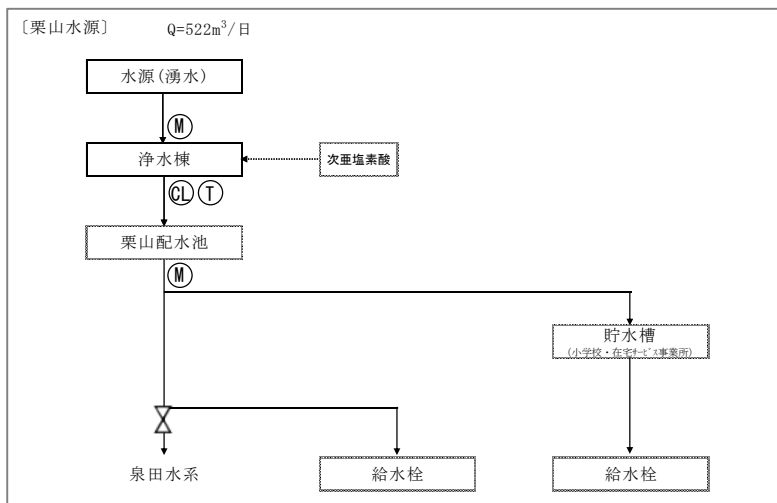 〔栗山水源〕 Q=522m³/日
水源(湧水)
M
浄水棟
次亜塩素酸
CL T
栗山配水池
M
貯水槽
(小学校・在宅ｻｰﾋﾞｽ事業所)
泉田水系
給水栓
給水栓